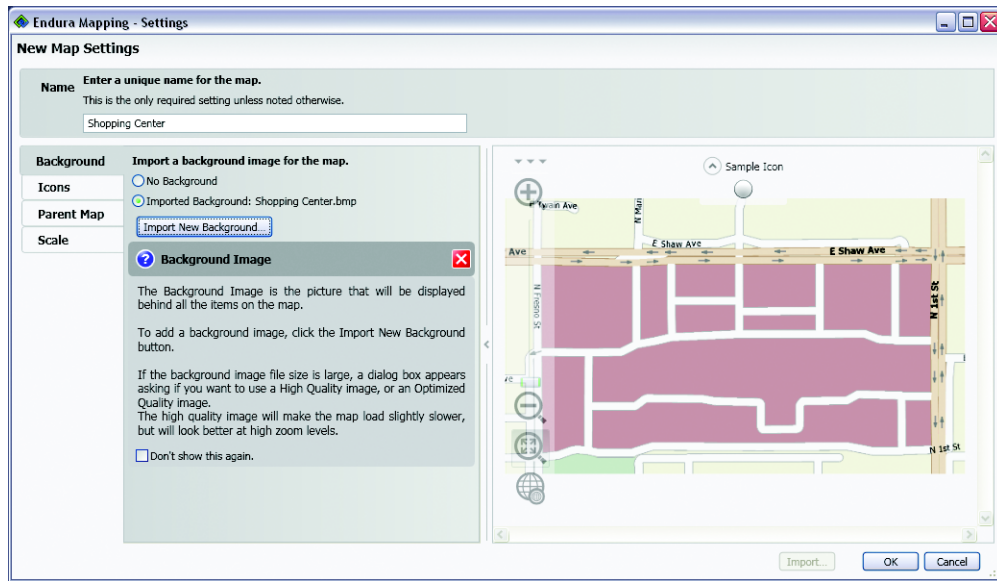 Endura Mapping - Settings
New Map Settings
Name
Enter a unique name for the map.
This is the only required setting unless noted otherwise.
Shopping Center
Background
Icons
Parent Map
Scale
Import a background image for the map.
No Background
Imported Background: Shopping Center.bmp
Import New Background...
Background Image
The Background Image is the picture that will be displayed
behind all the items on the map.
To add a background image, click the Import New Background
button.
If the background image file size is large, a dialog box appears
asking if you want to use a High Quality image, or an Optimized
Quality image.
The high quality image will make the map load slightly slower,
but will look better at high zoom levels.
Don't show this again.
Sample Icon
E Twain Ave
N Mari
Ave
E Shaw Ave
E Shaw Ave
N Fresno St
N 1st St
ve
N 1st St
Import...
OK
Cancel